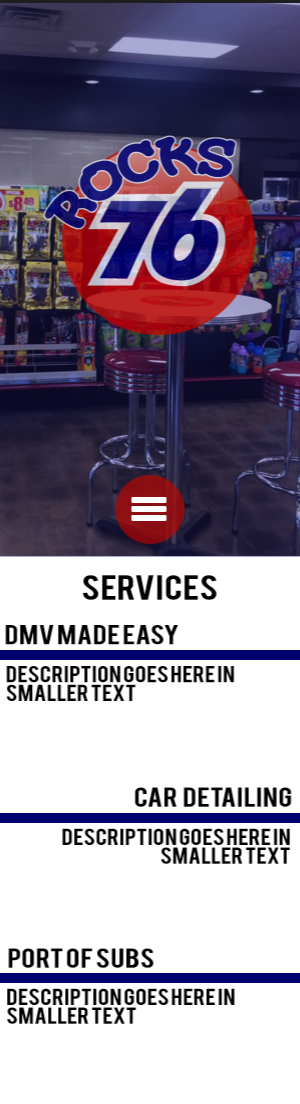 ROCKS
76
$8.49
SERVICES
DMV MADE EASY
DESCRIPTION GOES HERE IN
SMALLER TEXT
CAR DETAILING
DESCRIPTION GOES HERE IN
SMALLER TEXT
PORT OF SUBS
DESCRIPTION GOES HERE IN
SMALLER TEXT